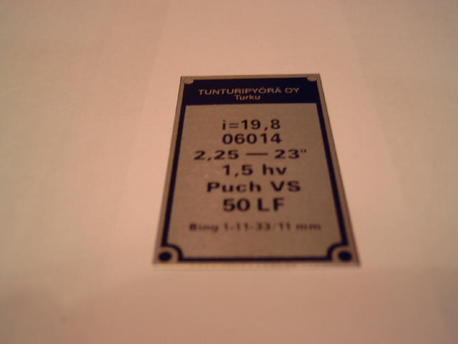 TUNTURIPYÖRÄ OY
Turku
i=19,8
06014
2,25 — 23"
1,5 hv
Puch VS
50 LF
Bing 1-11-33/11 mm